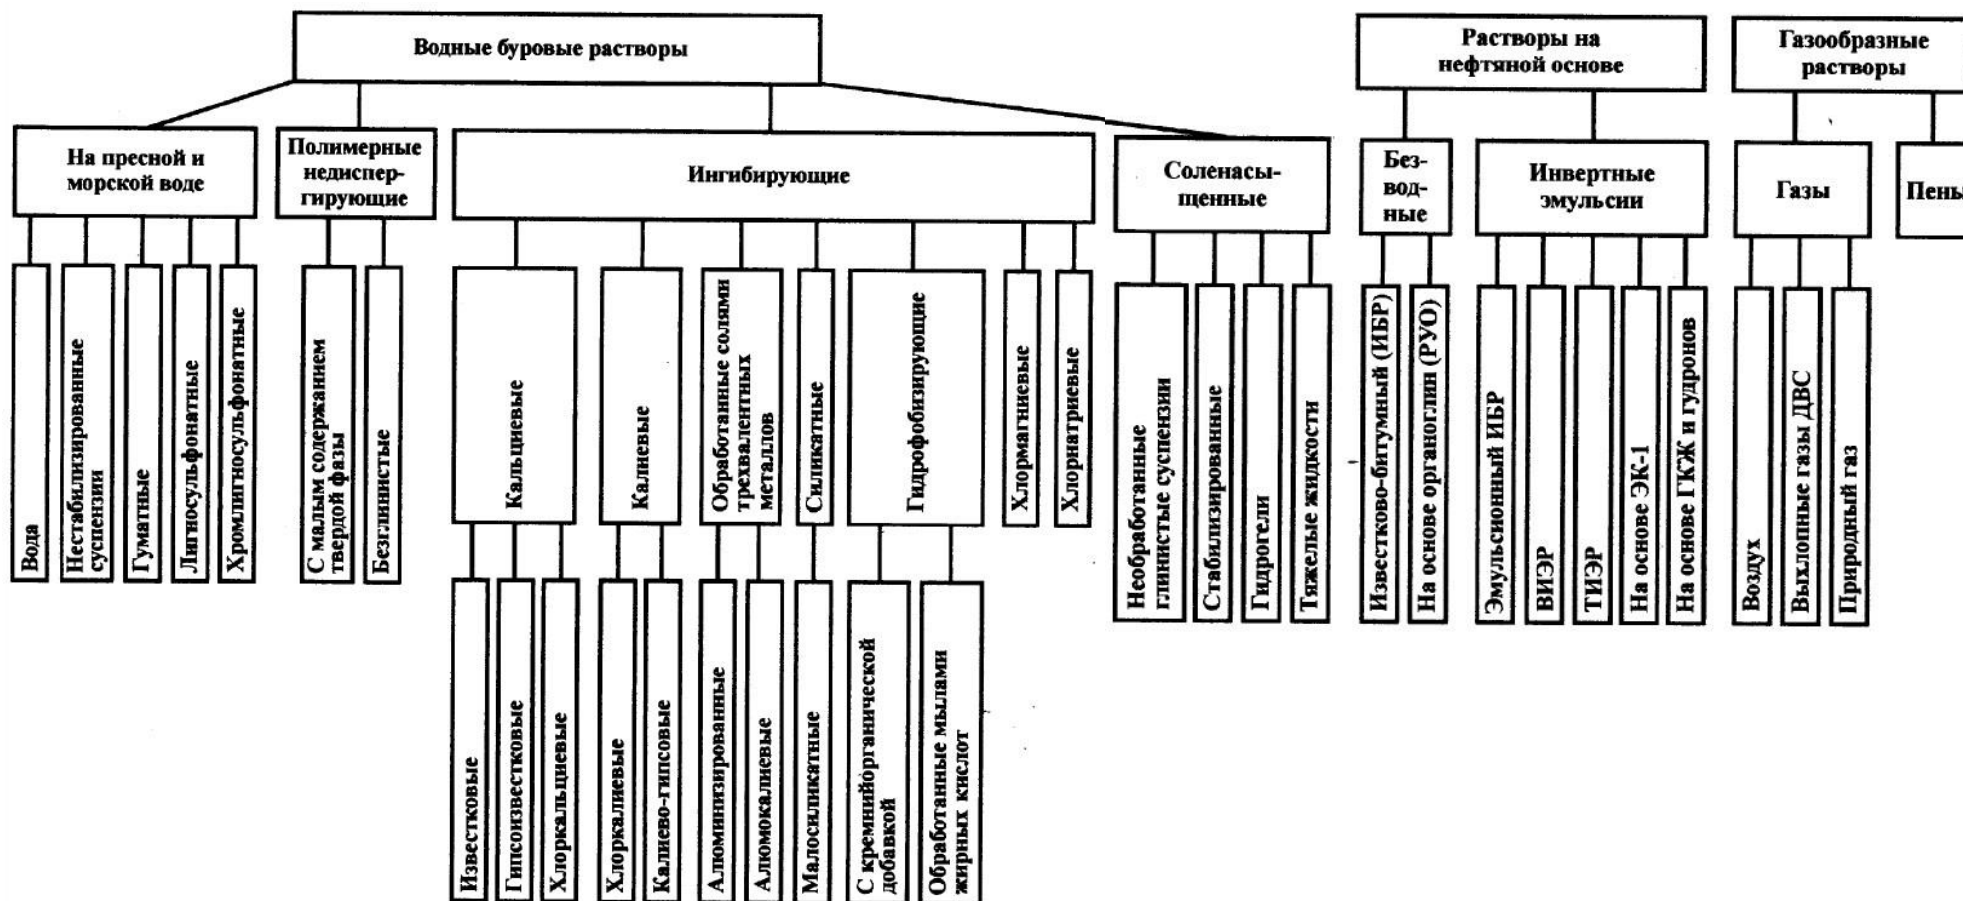 Водные буровые растворы
Растворы на
нефтяной основе
Газообразные
растворы
На пресной и
морской воде
Полимерные
недиспер-
гирующие
Ингибирующие
Соленасы-
щенные
Без-
вод-
ные
Инвертные
эмульсии
Газы
Пены
Вода
Нестабилизированные
суспензии
Гуматные
Лигносульфонатные
Хромлигносульфонатные
С малым содержанием
твердой фазы
Безглинистые
Кальциевые
Калиевые
Обработанные солями
трехвалентных
металлов
Силикатные
Гидрофобизирующие
Хлормагниевые
Хлорнатриевые
Необработанные
глинистые суспензии
Стабилизированные
Гидрогели
Тяжелые жидкости
Известково-битумный (ИБР)
На основе органоглин (РУО)
Эмульсионный ИБР
ВИЭР
ТИЭР
На основе ЭК-1
На основе ГКЖ и гудронов
Воздух
Выхлопные газы ДВС
Природный газ
Известковые
Гипсоизвестковые
Хлоркальциевые
Хлоркалиевые
Калиево-гипсовые
Алюминизированные
Алюмокалиевые
Малосиликатные
С кремнийорганической
добавкой
Обработанные мылами
жирных кислот